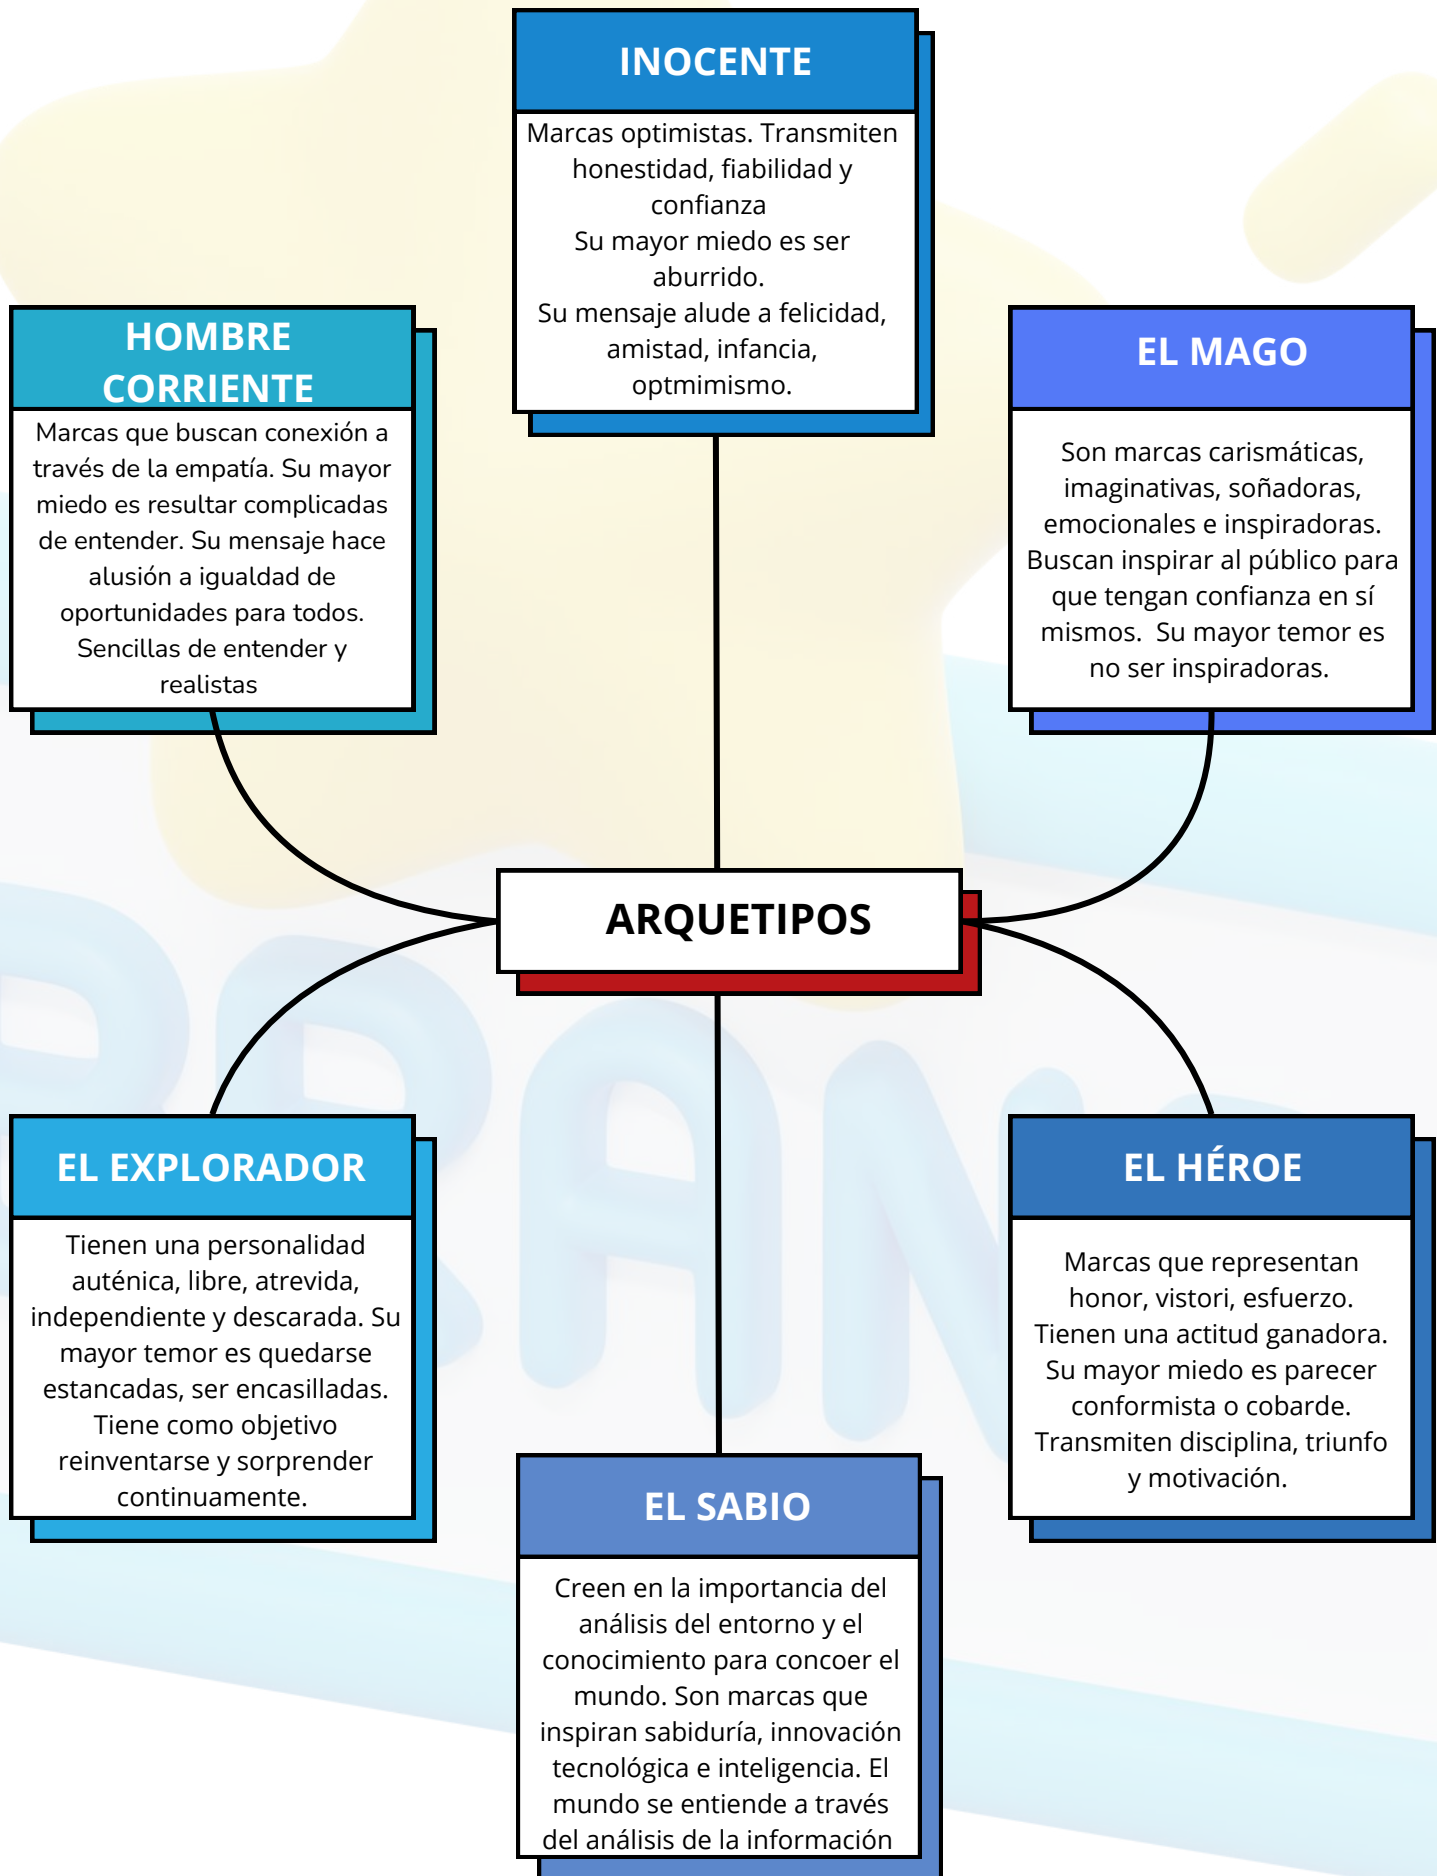 INOCENTE
Marcas optimistas. Transmiten
honestidad, fiabilidad y
confianza
Su mayor miedo es ser
aburrido.
Su mensaje alude a felicidad,
amistad, infancia,
optmimismo.
HOMBRE
CORRIENTE
Marcas que buscan conexión a
través de la empatía. Su mayor
miedo es resultar complicadas
de entender. Su mensaje hace
alusión a igualdad de
oportunidades para todos.
Sencillas de entender y
realistas
EL MAGO
Son marcas carismáticas,
imaginativas, soñadoras,
emocionales e inspiradoras.
Buscan inspirar al público para
que tengan confianza en sí
mismos.  Su mayor temor es
no ser inspiradoras.
ARQUETIPOS
EL EXPLORADOR
Tienen una personalidad
auténica, libre, atrevida,
independiente y descarada. Su
mayor temor es quedarse
estancadas, ser encasilladas.
Tiene como objetivo
reinventarse y sorprender
continuamente.
EL HÉROE
Marcas que representan
honor, vistori, esfuerzo.
Tienen una actitud ganadora.
Su mayor miedo es parecer
conformista o cobarde.
Transmiten disciplina, triunfo
y motivación.
EL SABIO
Creen en la importancia del
análisis del entorno y el
conocimiento para concoer el
mundo. Son marcas que
inspiran sabiduría, innovación
tecnológica e inteligencia. El
mundo se entiende a través
del análisis de la información